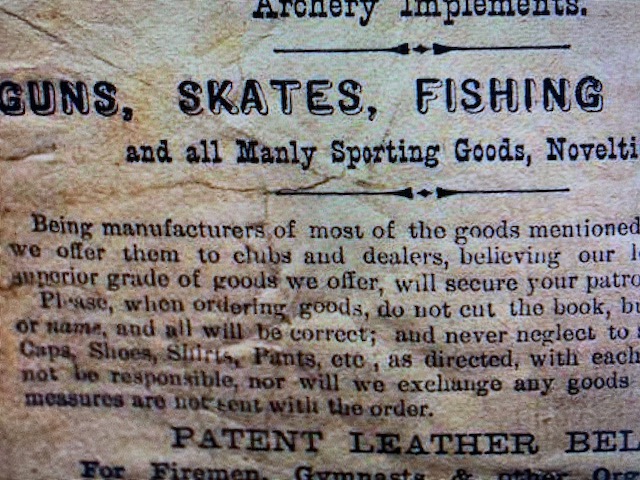 Archery Implements.
GUNS, SKATES, FISHING
and all Manly Sporting Goods, Novelti
Being manufacturers of most of the goods mentioned
we offer them to clubs and dealers, believing our l
superior grade of goods we offer, will secure your patro
Please, when ordering goods, do not cut the book, bu
or name, and all will be correct; and never neglect to
Caps, Shoes, Shirts, Pants, etc , as directed, with each
not be responsible, nor will we exchange any goods
measures are not sent with the order.
PATENT LEATHER BEL
For Firemen, Gymnasts & other Org